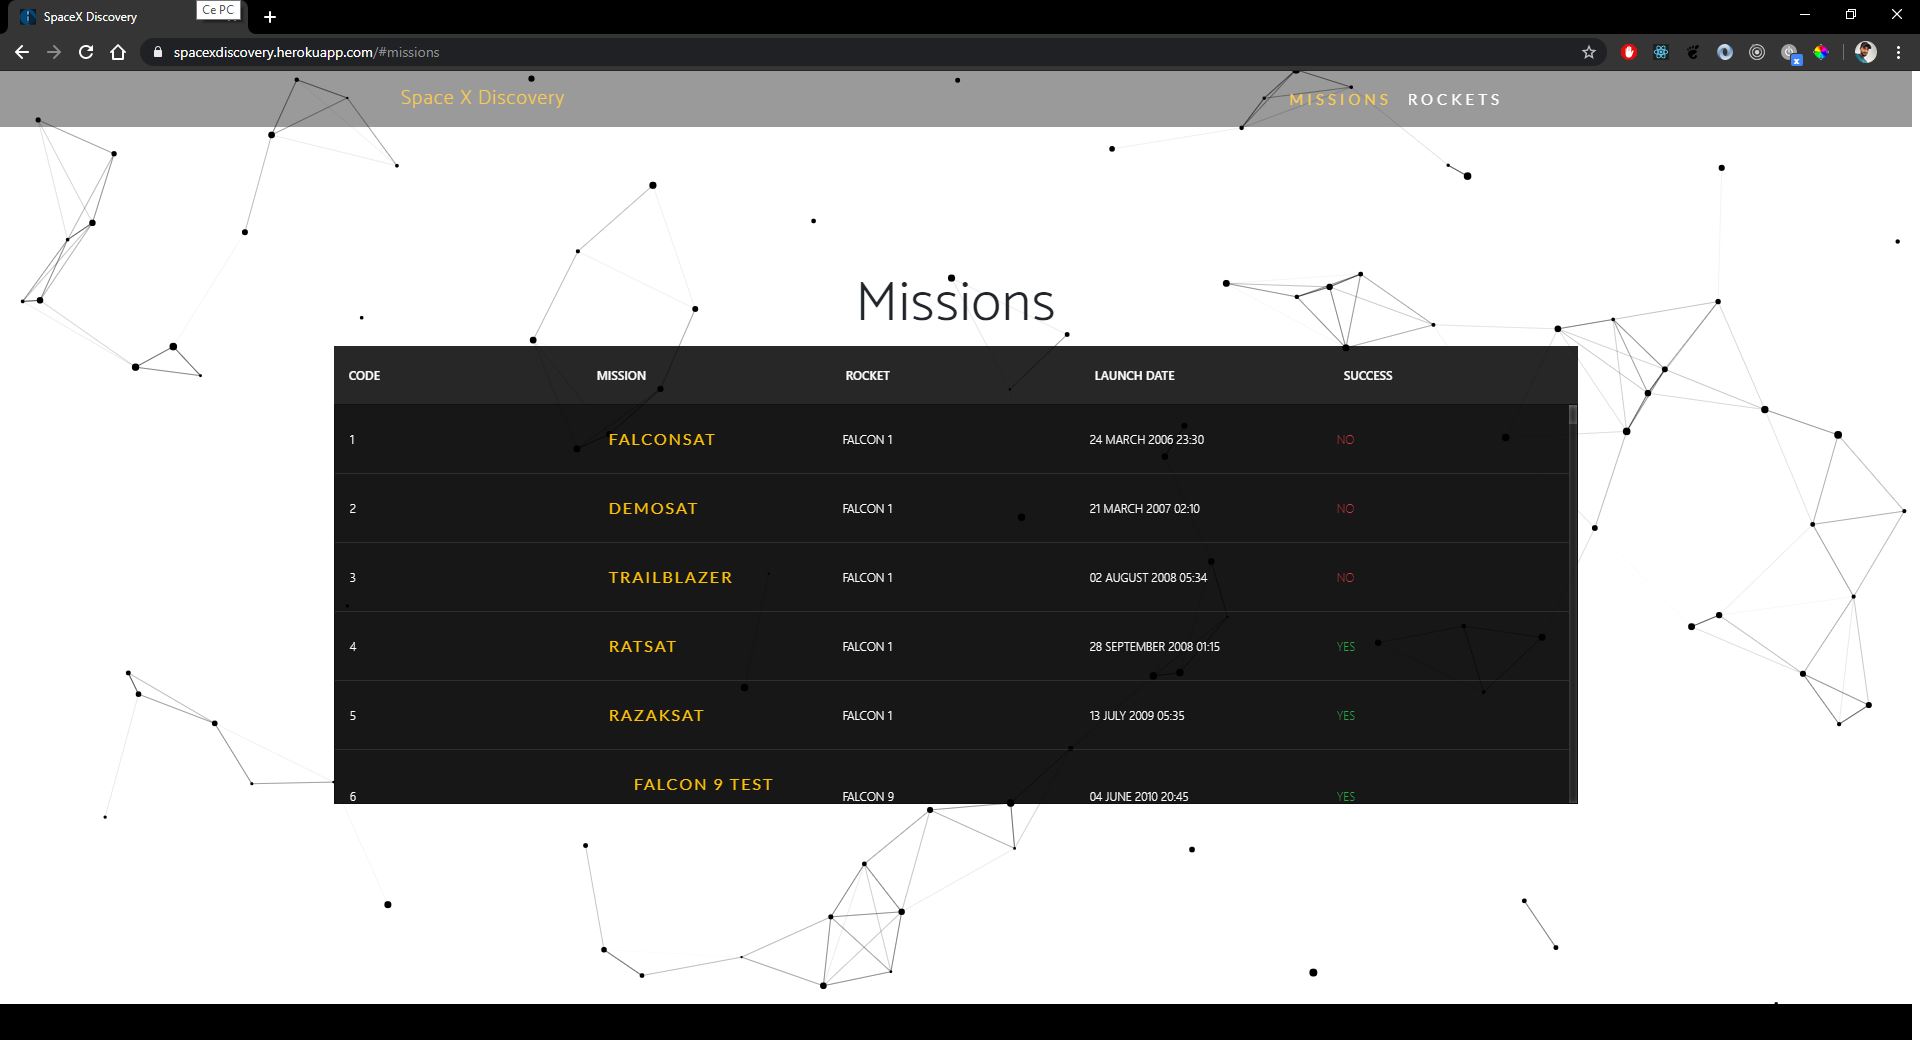 SpaceX Discovery
Ce PC
spacexdiscovery.herokuapp.com/#missions
Space X Discovery
MISSIONS ROCKETS
Missions
CODE MISSION ROCKET LAUNCH DATE SUCCESS
1 FALCONSAT FALCON 1 24 MARCH 2006 23:30 NO
2 DEMOSAT FALCON 1 21 MARCH 2007 02:10 NO
3 TRAILBLAZER FALCON 1 02 AUGUST 2008 05:34 NO
4 RATSAT FALCON 1 28 SEPTEMBER 2008 01:15 YES
5 RAZAKSAT FALCON 1 13 JULY 2009 05:35 YES
FALCON 9 TEST
6 FALCON 9 04 JUNE 2010 20:45 YES